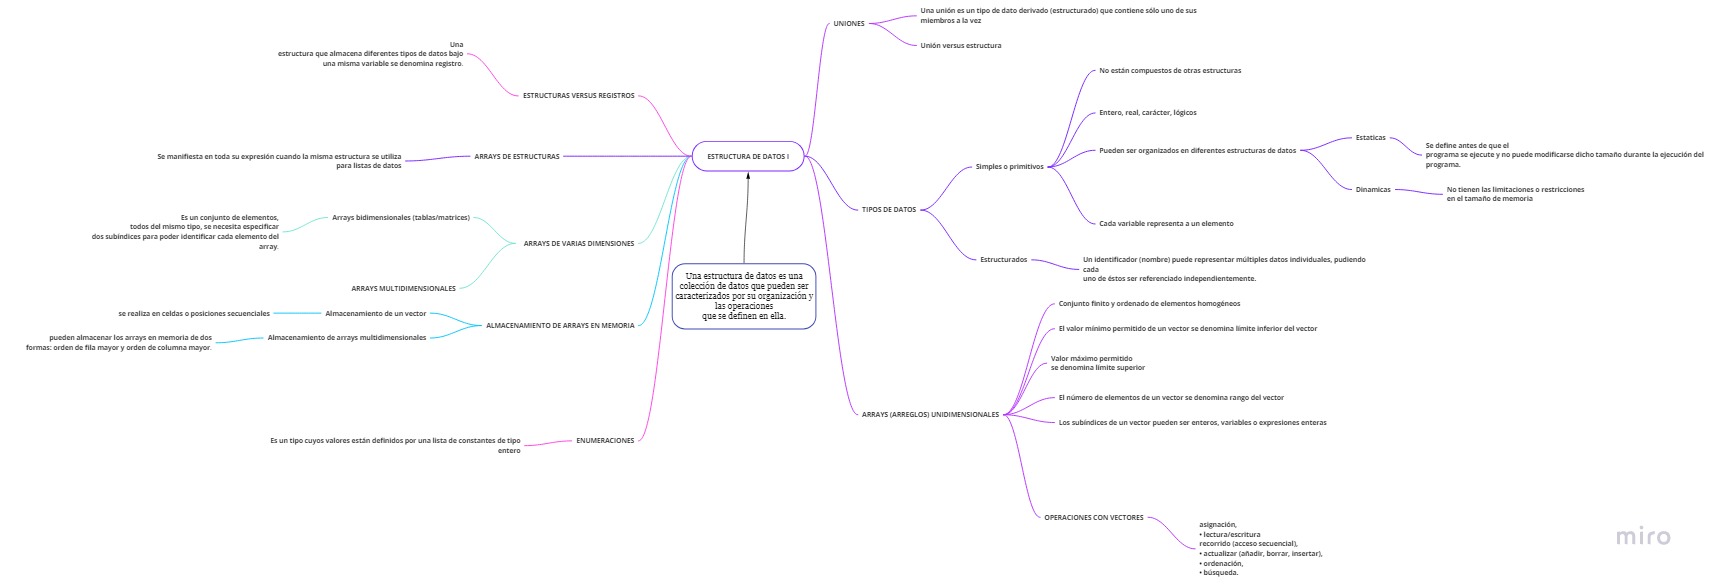 ESTRUCTURA DE DATOS I
Una estructura de datos es una
colección de datos que pueden ser
caracterizados por su organización y
las operaciones
que se definen en ella.
UNIONES
Una unión es un tipo de dato derivado (estructurado) que contiene sólo uno de sus
miembros a la vez
Unión versus estructura
TIPOS DE DATOS
Simples o primitivos
No están compuestos de otras estructuras
Entero, real, carácter, lógicos
Pueden ser organizados en diferentes estructuras de datos
Estaticas
Se define antes de que el
programa se ejecute y no puede modificarse dicho tamaño durante la ejecución del
programa.
Dinamicas
No tienen las limitaciones o restricciones
en el tamaño de memoria
Cada variable representa a un elemento
Estructurados
Un identificador (nombre) puede representar múltiples datos individuales, pudiendo
cada
uno de éstos ser referenciado independientemente.
ARRAYS (ARREGLOS) UNIDIMENSIONALES
Conjunto finito y ordenado de elementos homogéneos
El valor mínimo permitido de un vector se denomina límite inferior del vector
Valor máximo permitido
se denomina límite superior
El número de elementos de un vector se denomina rango del vector
Los subíndices de un vector pueden ser enteros, variables o expresiones enteras
OPERACIONES CON VECTORES
asignación,
• lectura/escritura
recorrido (acceso secuencial),
• actualizar (añadir, borrar, insertar),
• ordenación,
• búsqueda.
ESTRUCTURAS VERSUS REGISTROS
Una
estructura que almacena diferentes tipos de datos bajo
una misma variable se denomina registro.
ARRAYS DE ESTRUCTURAS
Se manifiesta en toda su expresión cuando la misma estructura se utiliza
para listas de datos
ARRAYS DE VARIAS DIMENSIONES
Arrays bidimensionales (tablas/matrices)
Es un conjunto de elementos,
todos del mismo tipo, se necesita especificar
dos subíndices para poder identificar cada elemento del
array.
ARRAYS MULTIDIMENSIONALES
ALMACENAMIENTO DE ARRAYS EN MEMORIA
Almacenamiento de un vector
se realiza en celdas o posiciones secuenciales
Almacenamiento de arrays multidimensionales
pueden almacenar los arrays en memoria de dos
formas: orden de fila mayor y orden de columna mayor.
ENUMERACIONES
Es un tipo cuyos valores están definidos por una lista de constantes de tipo
entero
miro